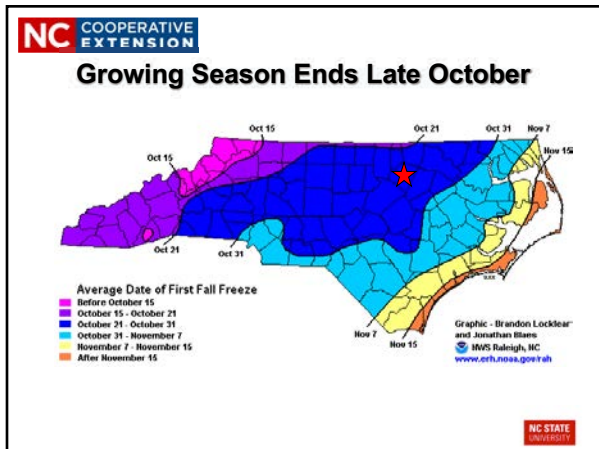 NC COOPERATIVE
EXTENSION
Growing Season Ends Late October
Oct 15
Oct 21
Oct 31
Nov 7
Nov 15
Oct 15
Oct 21
Oct 31
Average Date of First Fall Freeze
Before October 15
October 15 - October 21
October 21 - October 31
October 31 - November 7
November 7 - November 15
After November 15
Nov 7
Nov 15
Graphic - Brandon Locklear
and Jonathan Blaes
NWS Raleigh, NC
www.erh.noaa.gov/rah
NC STATE
UNIVERSITY